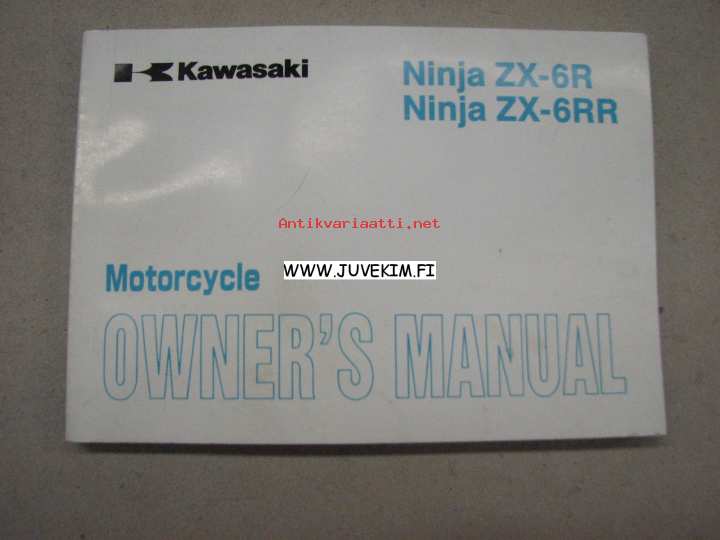 Kawasaki
Ninja ZX-6R
Ninja ZX-6RR
Antikvariaatti.net
WWW.JUVEKIM.FI
Motorcycle
OWNER'S MANUAL